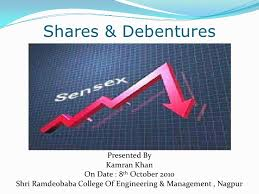 Shares & Debentures
Sensex
Presented By
Kamran Khan
On Date : 8th October 2010
Shri Ramdeobaba College Of Engineering & Management , Nagpur